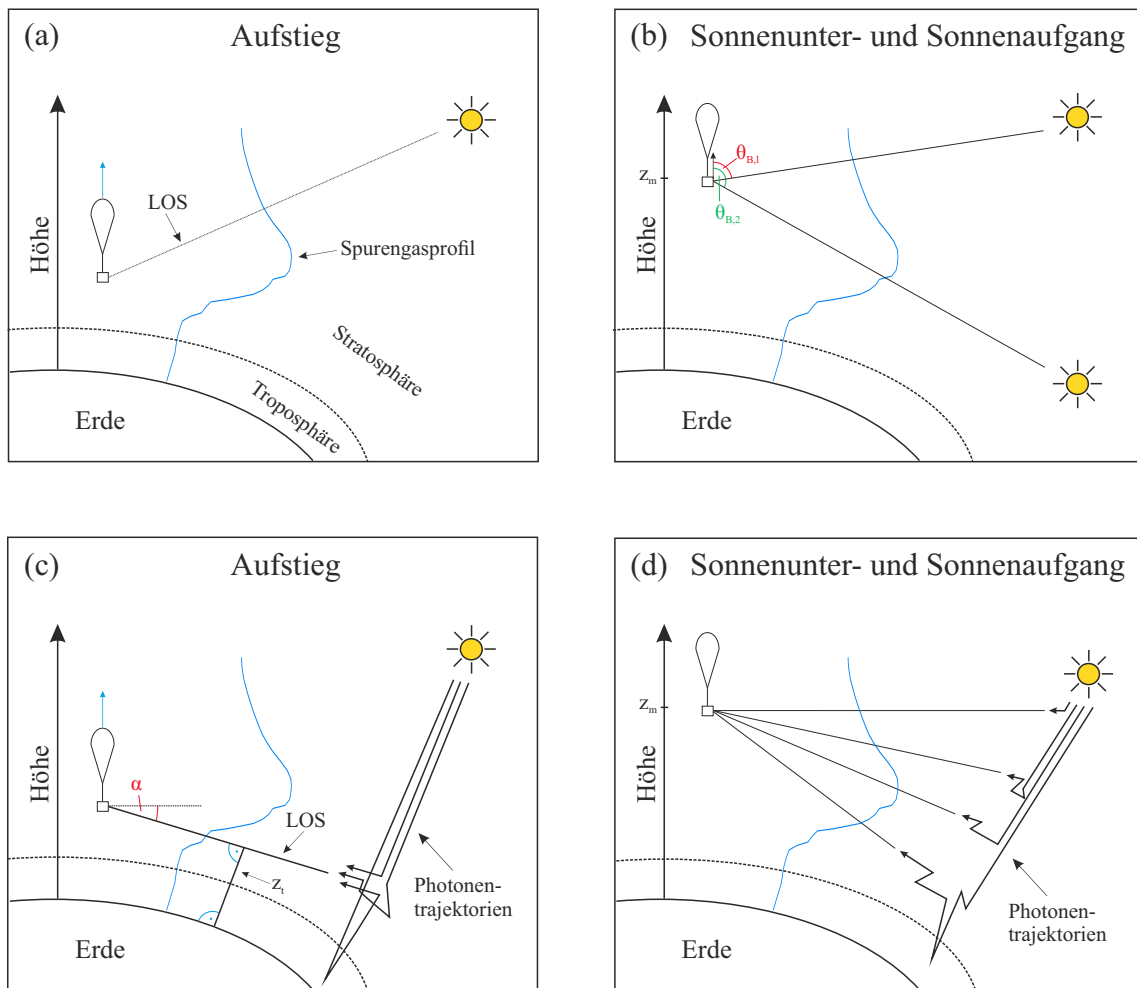 (a) Aufstieg
Höhe
LOS
Spurengasprofil
Stratosphäre
Troposphäre
Erde
(b) Sonnenunter- und Sonnenaufgang
Höhe
zm
θB,1
θB,2
Erde
(c) Aufstieg
Höhe
α
LOS
zt
Photonen-
trajektorien
Erde
(d) Sonnenunter- und Sonnenaufgang
Höhe
zm
Photonen-
trajektorien
Erde